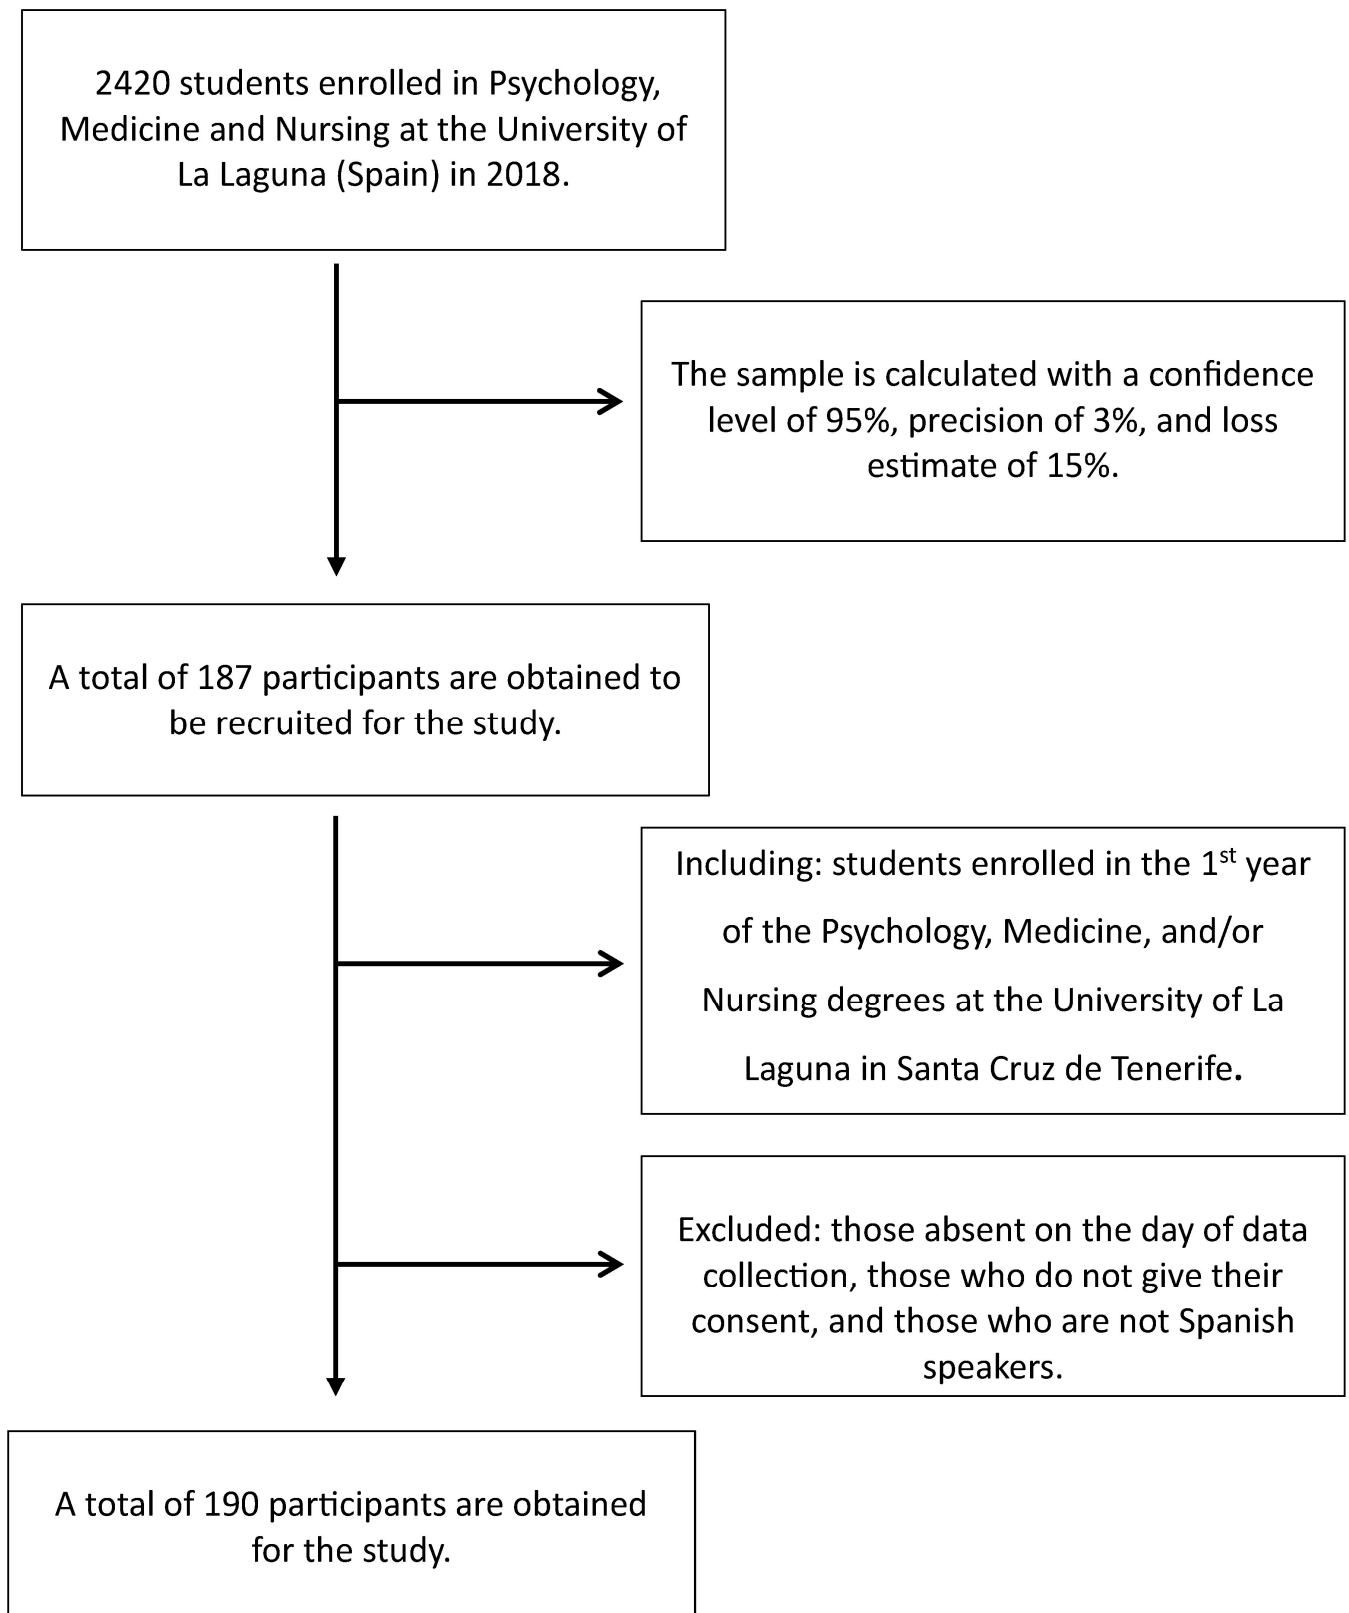 2420 students enrolled in Psychology,
Medicine and Nursing at the University of
La Laguna (Spain) in 2018.
The sample is calculated with a confidence
level of 95%, precision of 3%, and loss
estimate of 15%.
A total of 187 participants are obtained to
be recruited for the study.
Including: students enrolled in the 1st year
of the Psychology, Medicine, and/or
Nursing degrees at the University of La
Laguna in Santa Cruz de Tenerife.
Excluded: those absent on the day of data
collection, those who do not give their
consent, and those who are not Spanish
speakers.
A total of 190 participants are obtained
for the study.